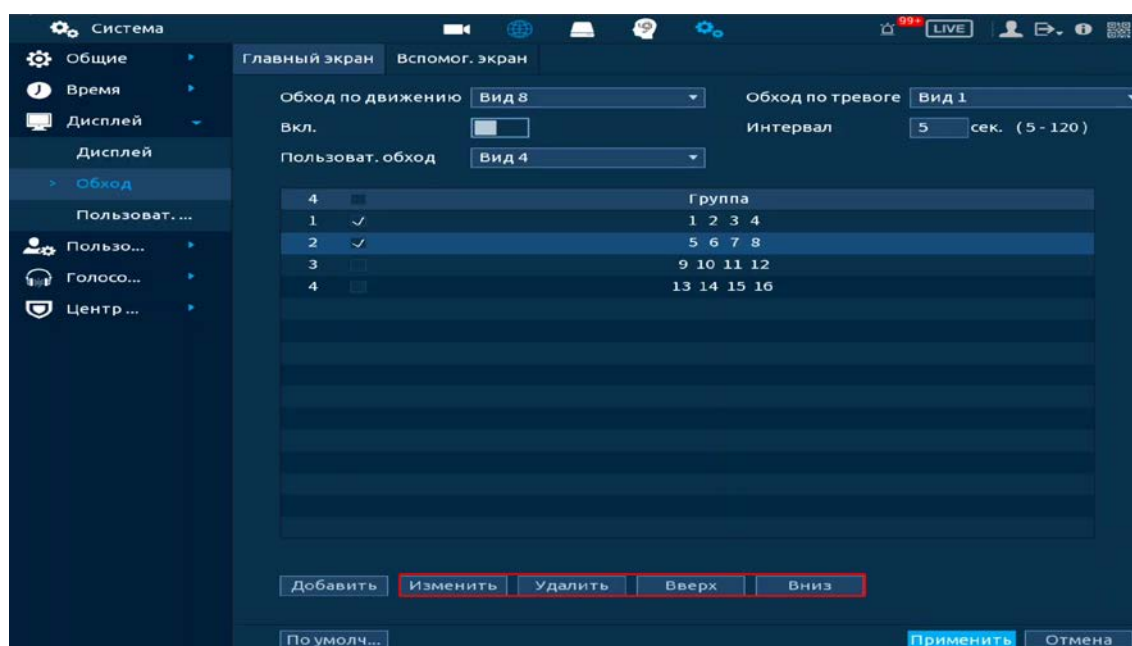 Система 99+ LIVE
Общие
Главный экран Вспомог. экран
Время
Обход по движению Вид 8 Обход по тревоге Вид 1
Дисплей
Вкл. Интервал 5 сек. (5-120)
Дисплей
Пользоват. обход Вид 4
Обход
4 Группа
Пользоват. ...
1 1 2 3 4
Пользо...
2 5 6 7 8
3 9 10 11 12
Голосо...
4 13 14 15 16
Центр ...
Добавить Изменить Удалить Вверх Вниз
По умолч... Применить Отмена